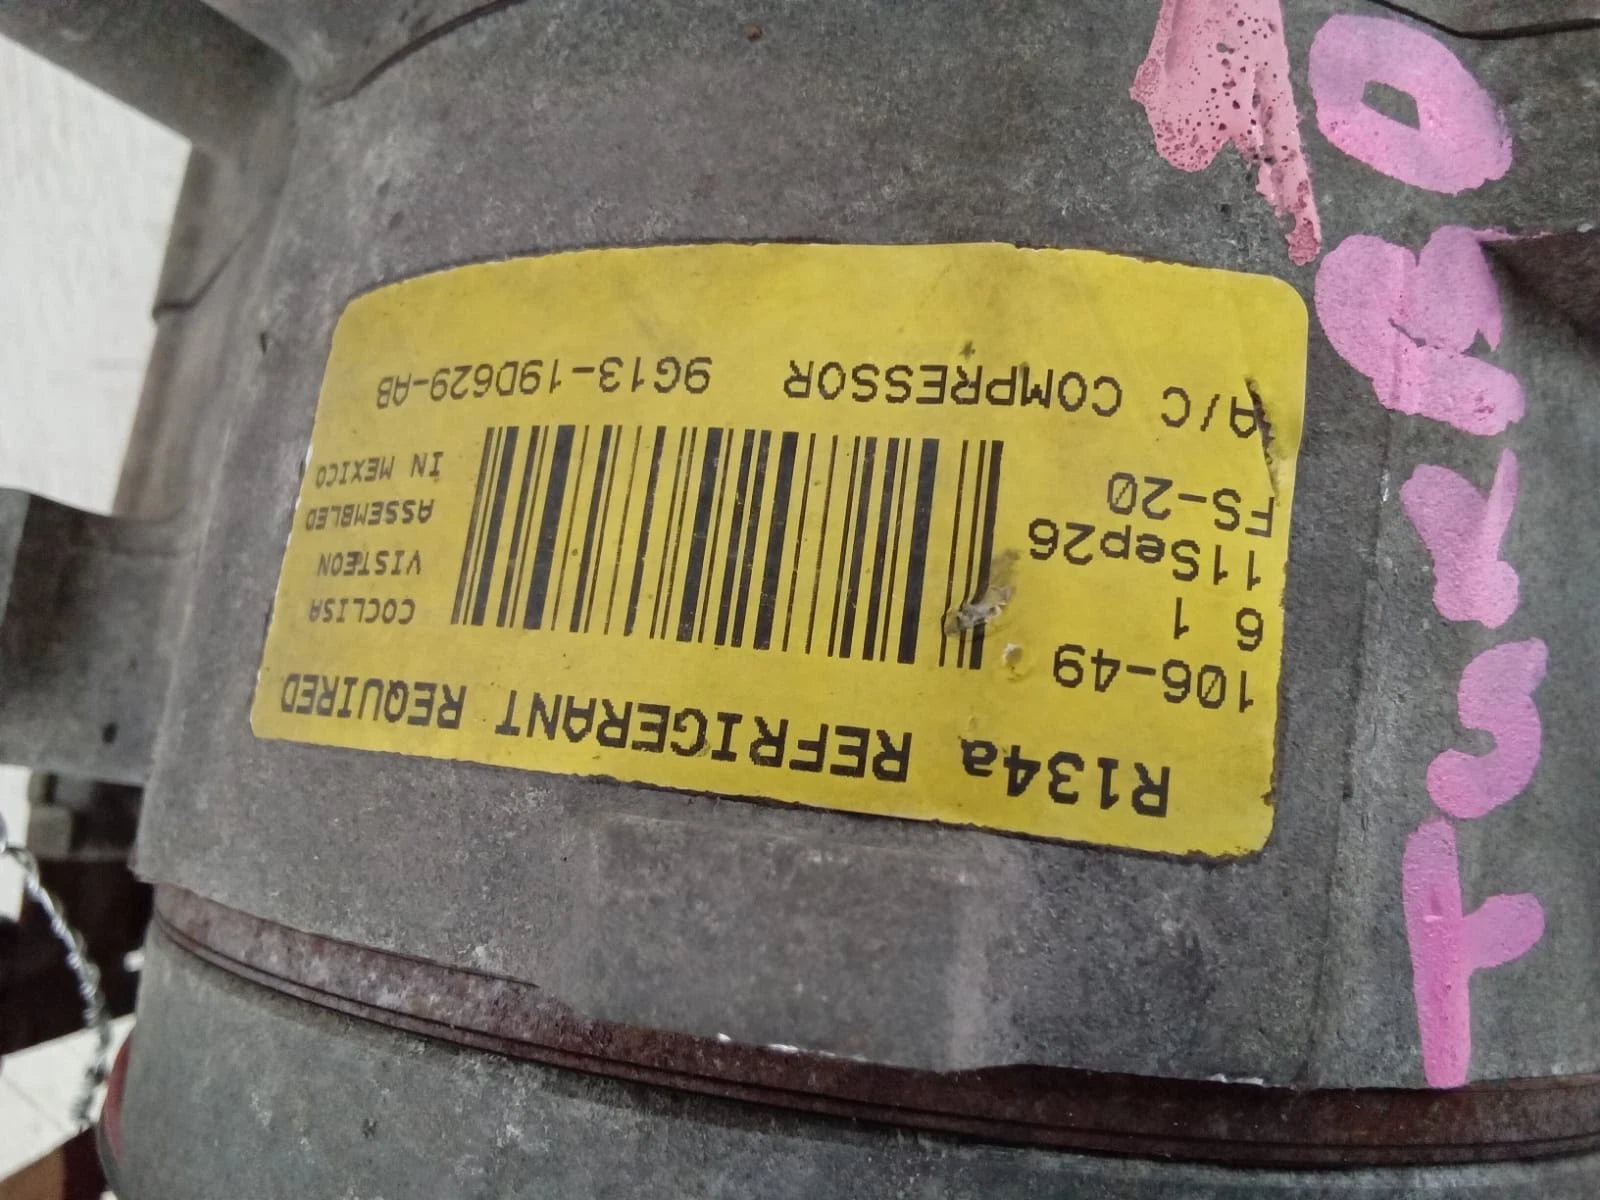 R134a REFRIGERANT REQUIRED
106-49
6 1
11Sep26
FS-20
COCLISA
VISTEON
ASSEMBLED
IN MEXICO
A/C COMPRESSOR 9G13-19D629-AB
TurBO